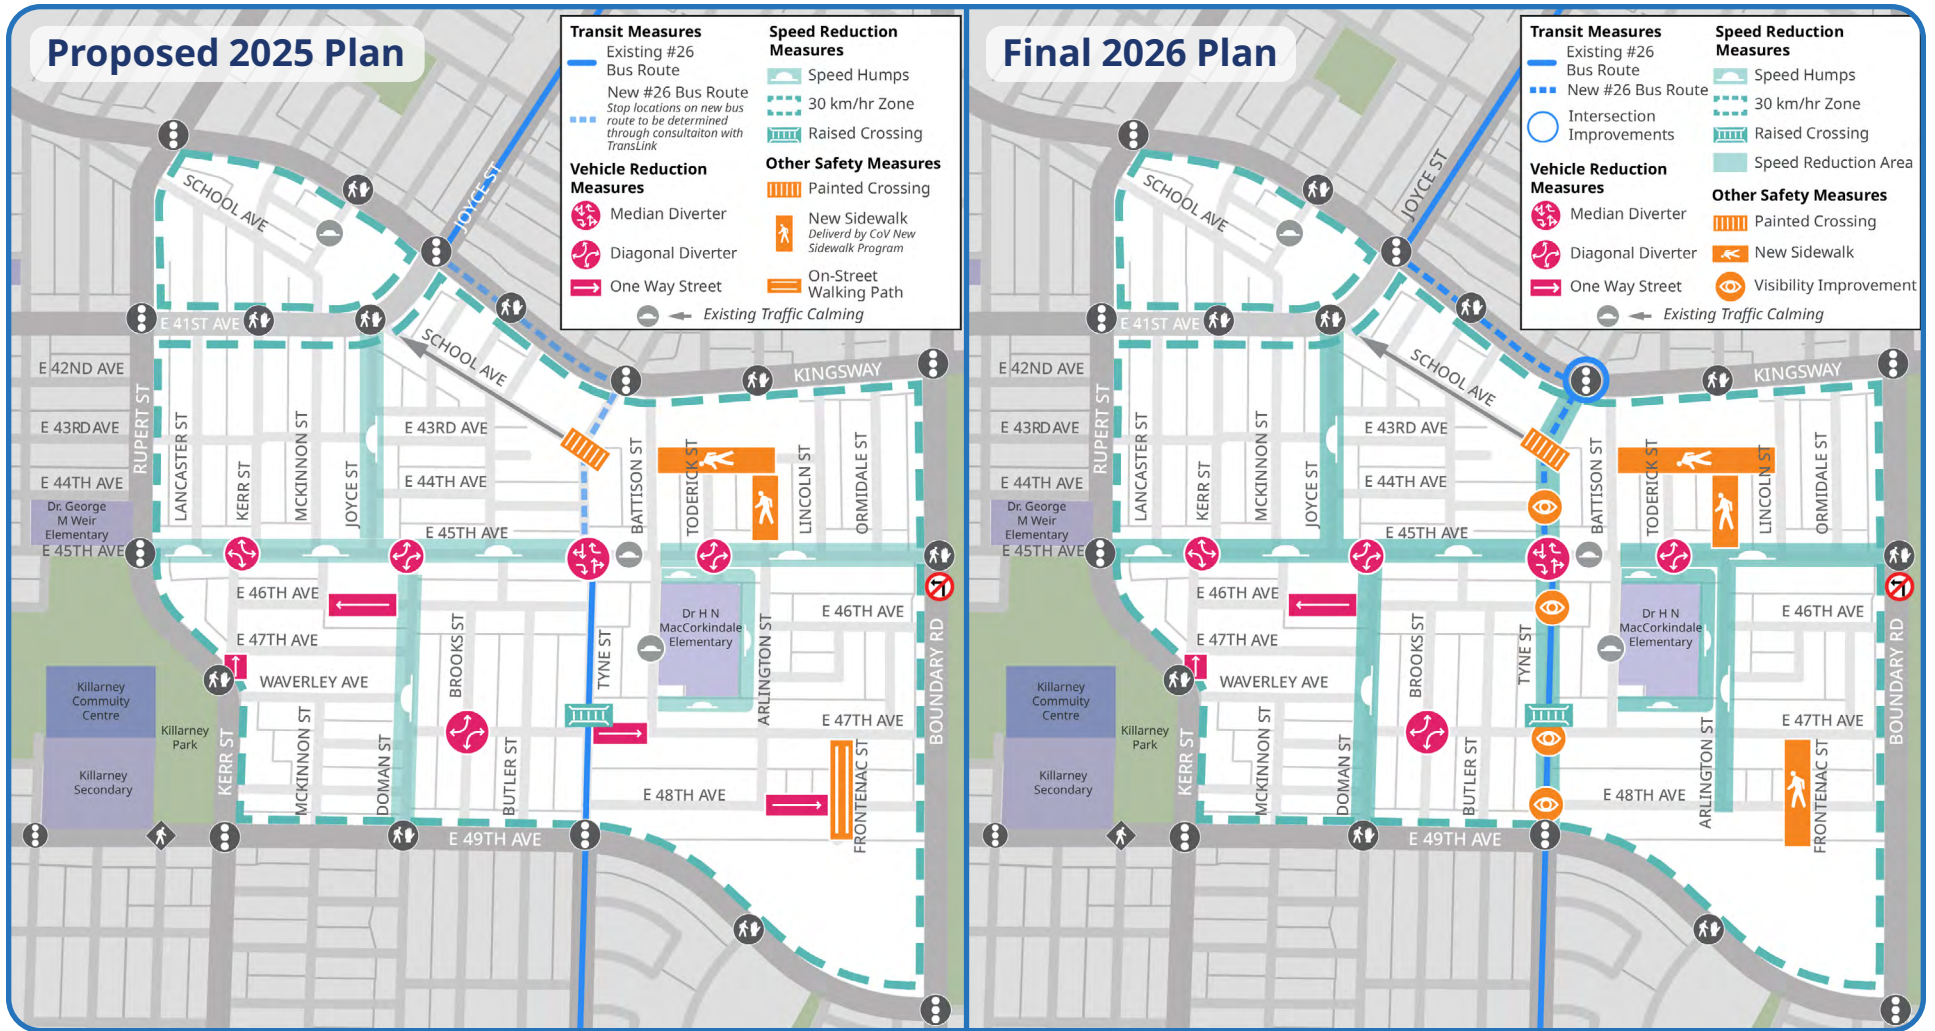 Proposed 2025 Plan
Transit Measures
Existing #26
Bus Route
New #26 Bus Route
Stop locations on new bus
route to be determined
through consultaiton with
TransLink
Vehicle Reduction
Measures
Median Diverter
Diagonal Diverter
One Way Street
Speed Reduction
Measures
Speed Humps
30 km/hr Zone
Raised Crossing
Other Safety Measures
Painted Crossing
New Sidewalk
Deliverd by CoV New
Sidewalk Program
On-Street
Walking Path
Existing Traffic Calming
JOYCE ST
SCHOOL AVE
E 41ST AVE
SCHOOL AVE
KINGSWAY
E 42ND AVE
RUPERT ST
E 43RD AVE
E 44TH AVE
LANCASTER ST
KERR ST
MCKINNON ST
JOYCE ST
E 43RD AVE
E 44TH AVE
E 45TH AVE
BATTISON ST
TODERICK ST
LINCOLN ST
ORMIDALE ST
Dr. George
M Weir
Elementary
E 45TH AVE
E 46TH AVE
E 47TH AVE
WAVERLEY AVE
BROOKS ST
TYNE ST
Dr H N
MacCorkindale
Elementary
ARLINGTON ST
E 46TH AVE
E 47TH AVE
BOUNDARY RD
Killarney
Commuity
Centre
Killarney
Park
Killarney
Secondary
KERR ST
MCKINNON ST
DOMAN ST
BUTLER ST
E 48TH AVE
FRONTENAC ST
E 49TH AVE
Final 2026 Plan
Transit Measures
Existing #26
Bus Route
New #26 Bus Route
Intersection
Improvements
Vehicle Reduction
Measures
Median Diverter
Diagonal Diverter
One Way Street
Speed Reduction
Measures
Speed Humps
30 km/hr Zone
Raised Crossing
Speed Reduction Area
Other Safety Measures
Painted Crossing
New Sidewalk
Visibility Improvement
Existing Traffic Calming
JOYCE ST
SCHOOL AVE
E 41ST AVE
SCHOOL AVE
KINGSWAY
E 42ND AVE
RUPERT ST
E 43RD AVE
E 44TH AVE
LANCASTER ST
KERR ST
MCKINNON ST
JOYCE ST
E 43RD AVE
E 44TH AVE
E 45TH AVE
BATTISON ST
TODERICK ST
LINCOLN ST
ORMIDALE ST
Dr. George
M Weir
Elementary
E 45TH AVE
E 46TH AVE
E 47TH AVE
WAVERLEY AVE
BROOKS ST
TYNE ST
Dr H N
MacCorkindale
Elementary
ARLINGTON ST
E 46TH AVE
E 47TH AVE
BOUNDARY RD
Killarney
Commuity
Centre
Killarney
Park
Killarney
Secondary
KERR ST
MCKINNON ST
DOMAN ST
BUTLER ST
E 48TH AVE
FRONTENAC ST
E 49TH AVE